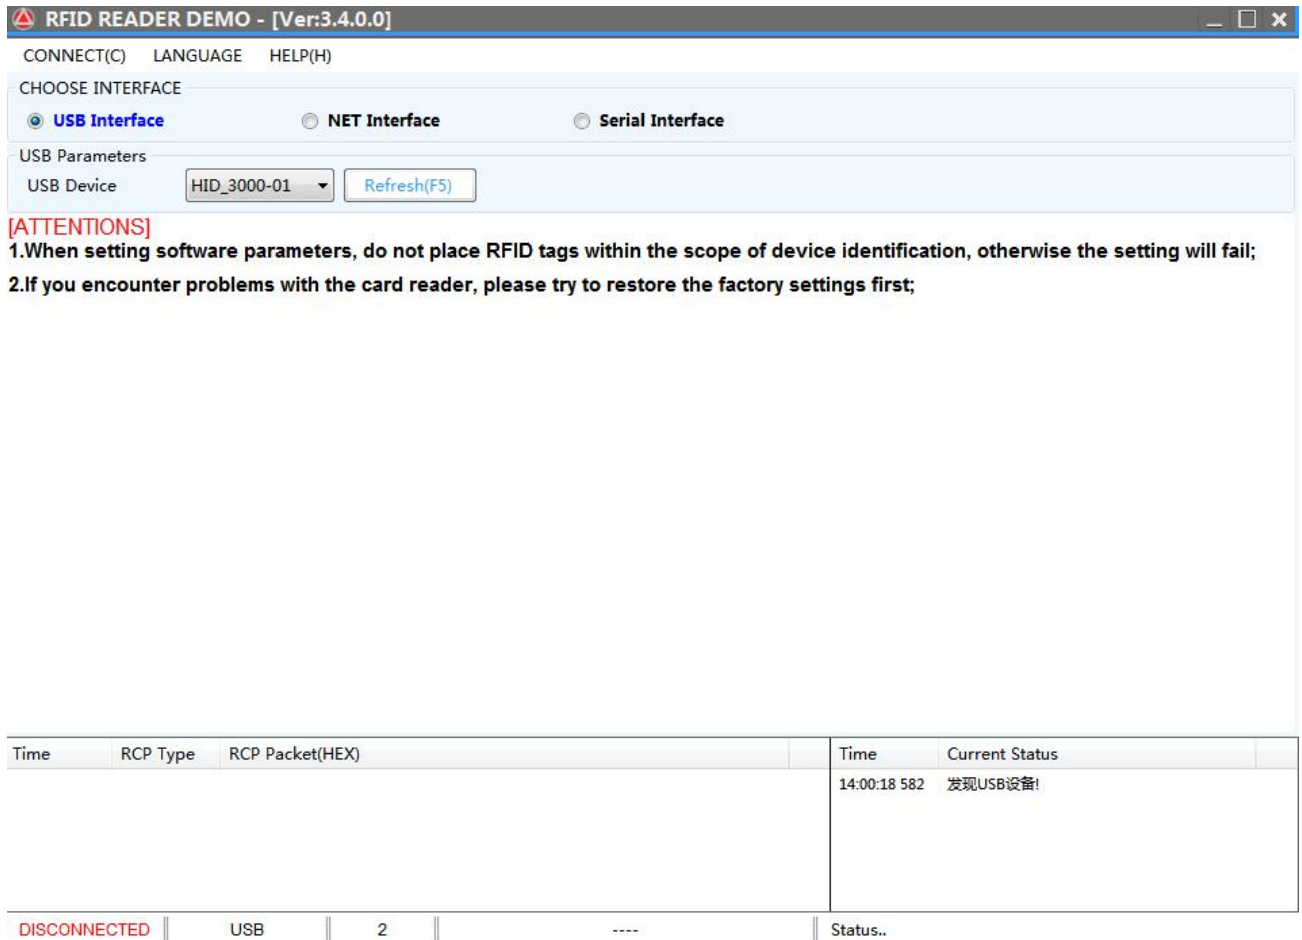 RFID READER DEMO - [Ver:3.4.0.0]
CONNECT(C) LANGUAGE HELP(H)
CHOOSE INTERFACE
USB Interface NET Interface Serial Interface
USB Parameters
USB Device HID_3000-01 Refresh(F5)
[ATTENTIONS]
1.When setting software parameters, do not place RFID tags within the scope of device identification, otherwise the setting will fail;
2.If you encounter problems with the card reader, please try to restore the factory settings first;
Time RCP Type RCP Packet(HEX) Time Current Status
14:00:18 582 发现USB设备!
DISCONNECTED USB 2 ---- Status..